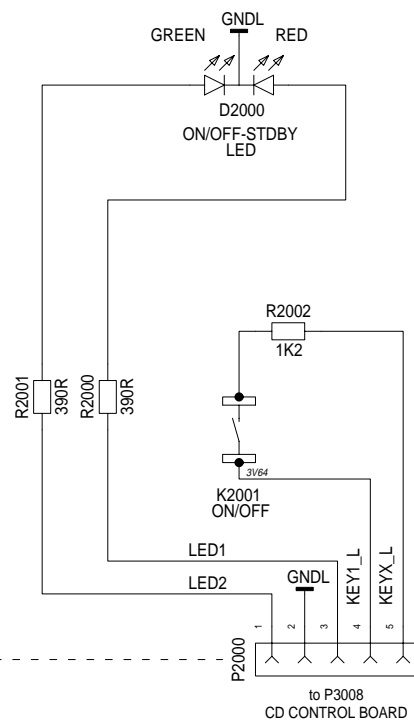 GNDL
GREEN
RED
D2000
ON/OFF-STDBY
LED
R2002
1K2
R2001
390R
R2000
390R
3V64
K2001
ON/OFF
LED1
LED2
GNDL
KEY1_L
KEYX_L
1
2
3
4
5
P2000
to P3008
CD CONTROL BOARD